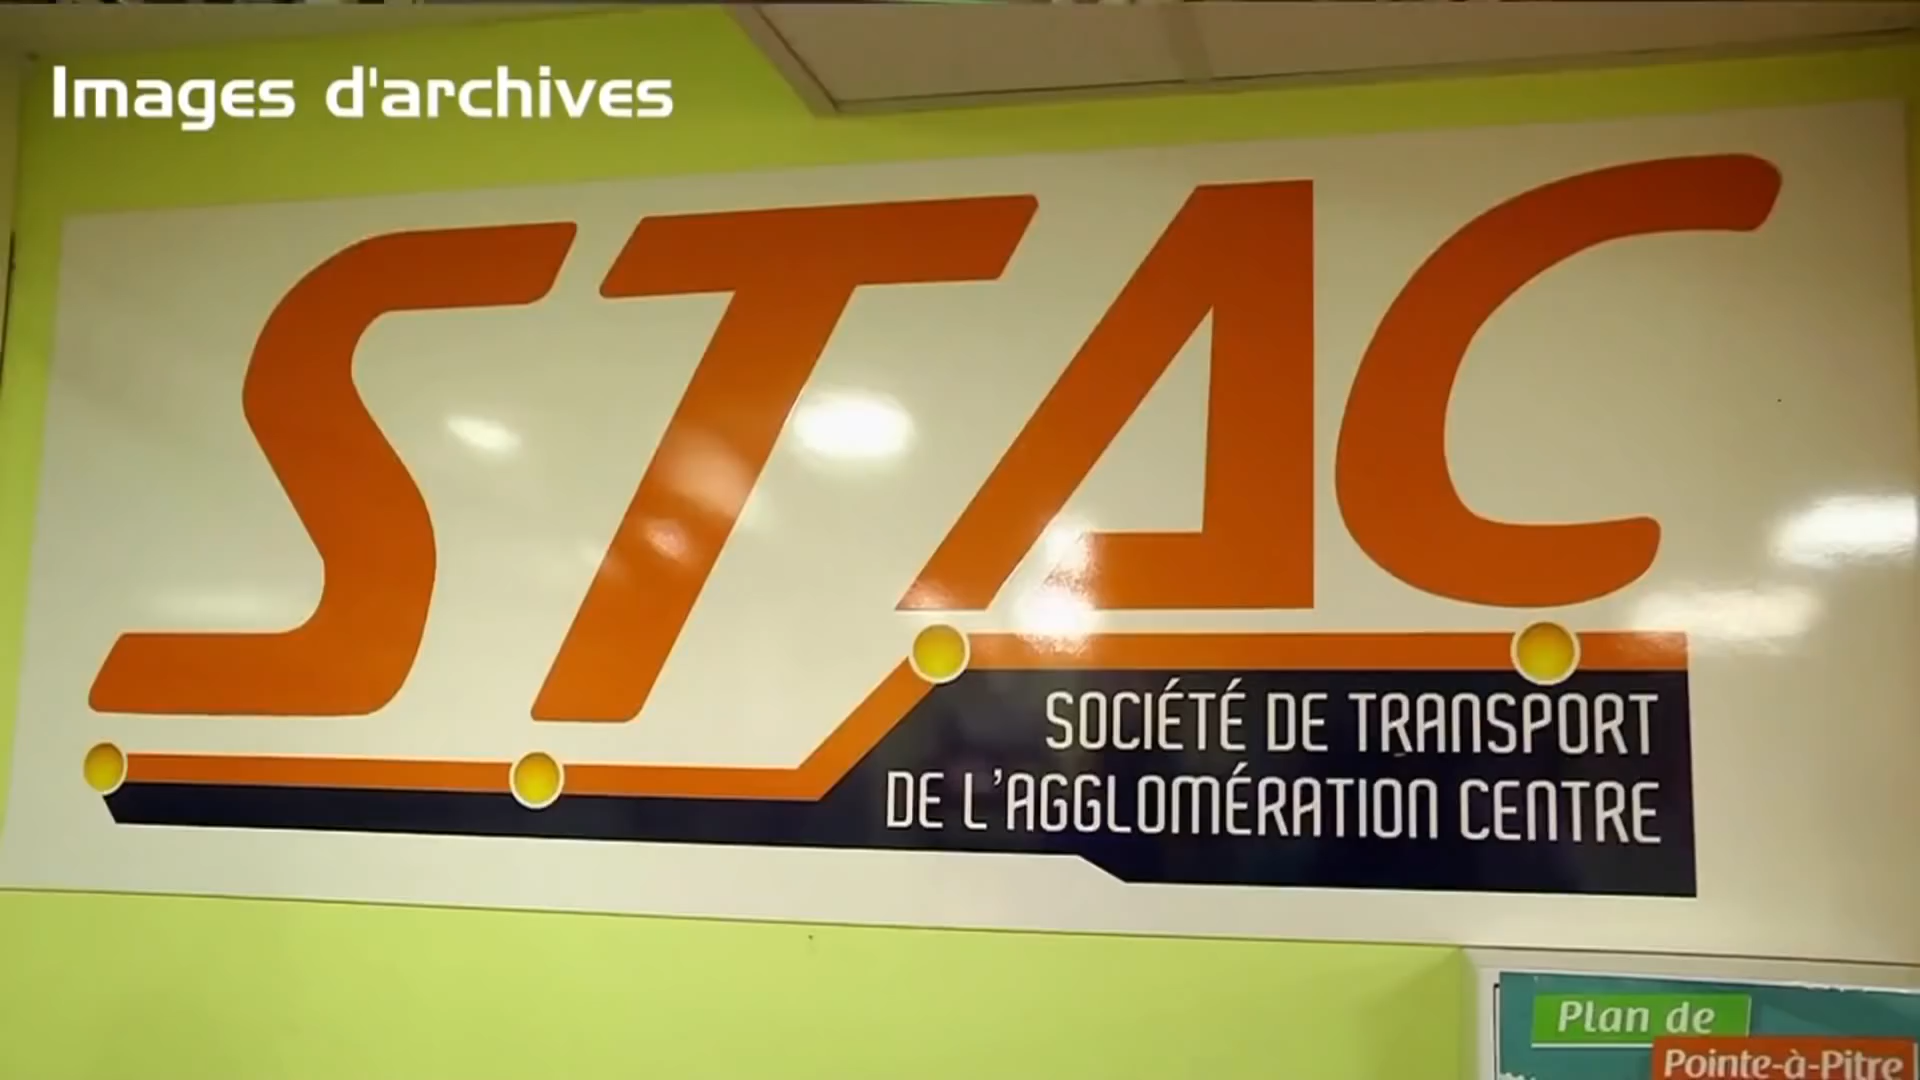 Images d'archives
STAC
SOCIÉTÉ DE TRANSPORT
DE L'AGGLOMÉRATION CENTRE
Plan de
Pointe-à-Pitre